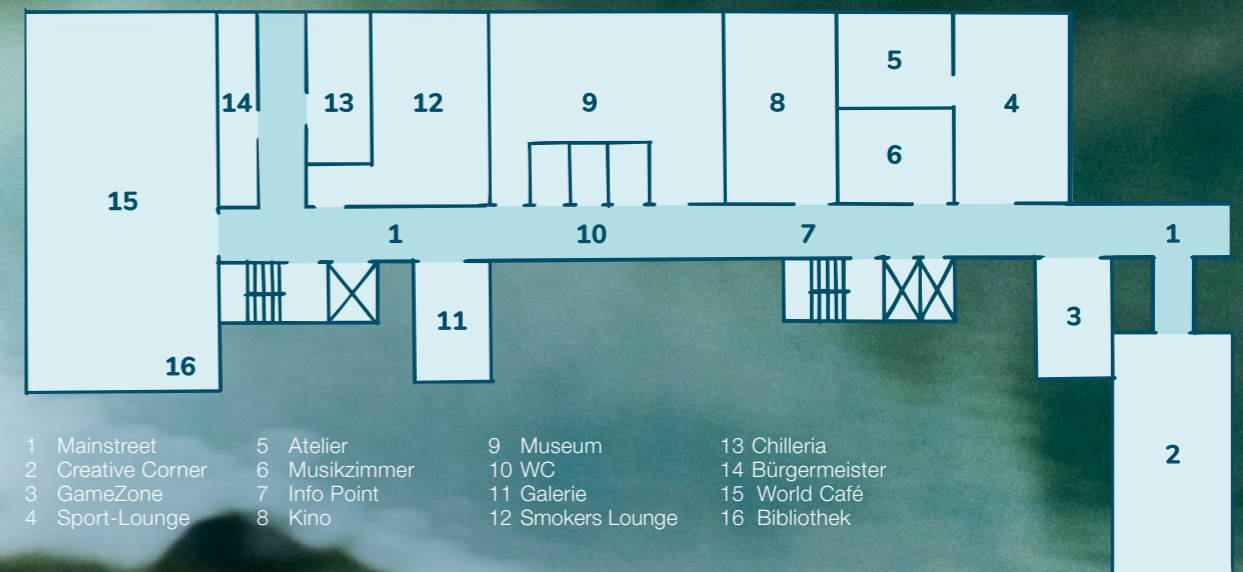 5
14
13
12
9
8
4
6
15
1
10
7
1
11
3
16
2
1 Mainstreet
2 Creative Corner
3 GameZone
4 Sport-Lounge
5 Atelier
6 Musikzimmer
7 Info Point
8 Kino
9 Museum
10 WC
11 Galerie
12 Smokers Lounge
13 Chilleria
14 Bürgermeister
15 World Café
16 Bibliothek